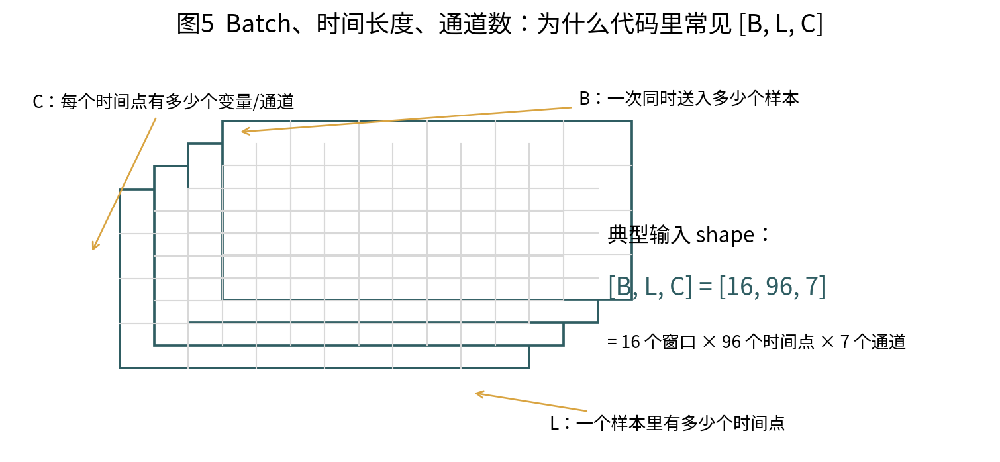 图5 Batch、时间长度、通道数：为什么代码里常见 [B, L, C]
C：每个时间点有多少个变量/通道
B：一次同时送入多少个样本
典型输入 shape：
[B, L, C] = [16, 96, 7]
= 16 个窗口 × 96 个时间点 × 7 个通道
L：一个样本里有多少个时间点